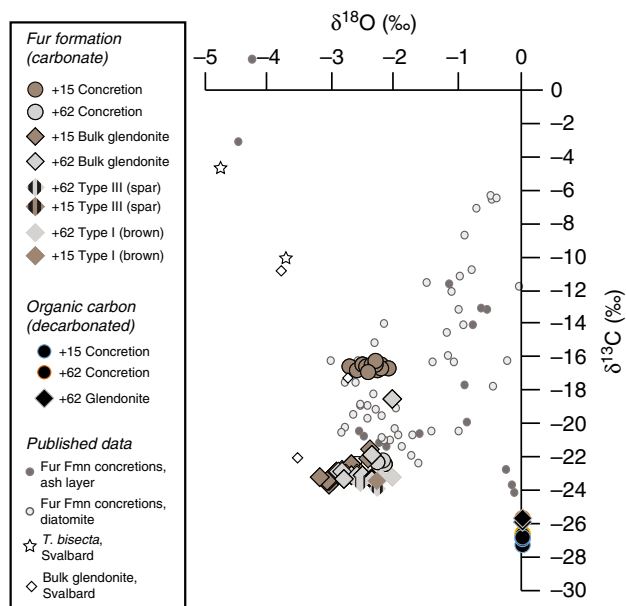 δ18O (‰)
–5 –4 –3 –2 –1 0
Fur formation
(carbonate)
+15 Concretion
+62 Concretion
+15 Bulk glendonite
+62 Bulk glendonite
+62 Type III (spar)
+15 Type III (spar)
+62 Type I (brown)
+15 Type I (brown)
Organic carbon
(decarbonated)
+15 Concretion
+62 Concretion
+62 Glendonite
Published data
Fur Fmn concretions,
ash layer
Fur Fmn concretions,
diatomite
T. bisecta,
Svalbard
Bulk glendonite,
Svalbard
0
–2
–4
–6
–8
–10
–12
–14
–16
–18
–20
–22
–24
–26
–28
–30
δ13C (‰)